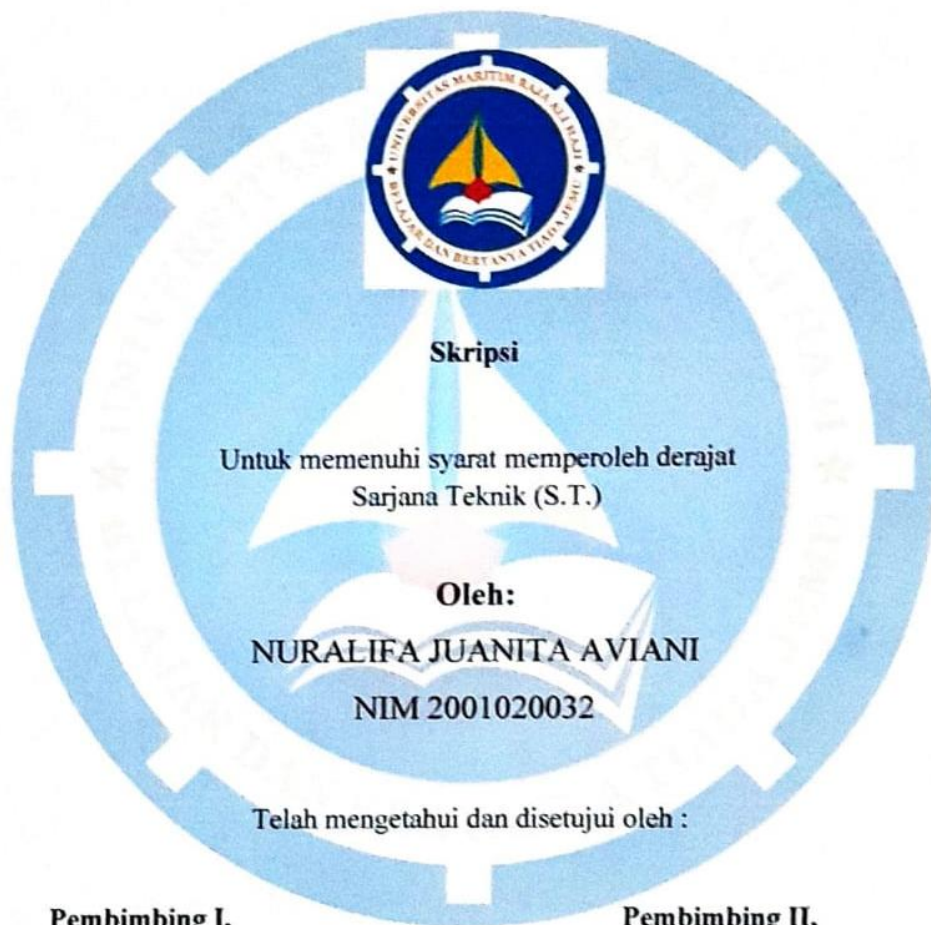 UNIVERSITAS MARITIM RAJA ALI HAJI
BELAJAR DAN BERTANYA TIADA JEMU
Skripsi
Untuk memenuhi syarat memperoleh derajat
Sarjana Teknik (S.T.)
Oleh:
NURALIFA JUANITA AVIANI
NIM 2001020032
Telah mengetahui dan disetujui oleh :
Pembimbing I,
Pembimbing II,